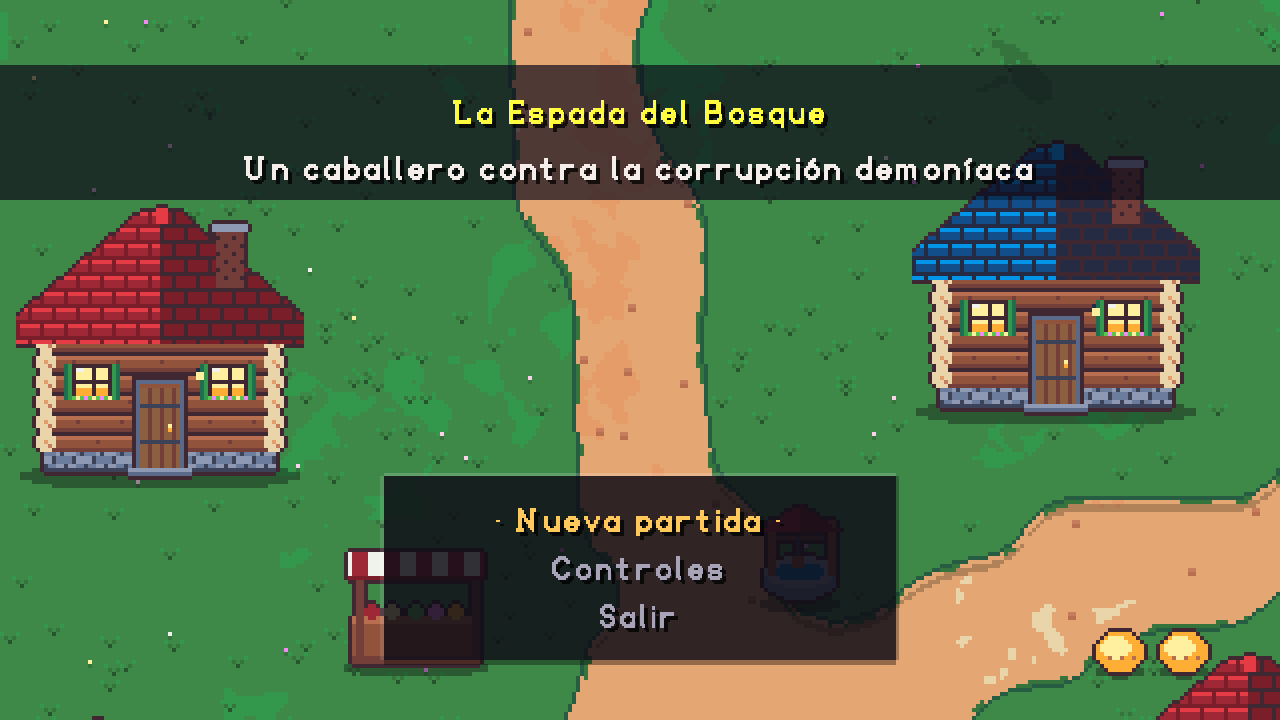 La Espada del Bosque
Un caballero contra la corrupción demoníaca
· Nueva partida ·
Controles
Salir